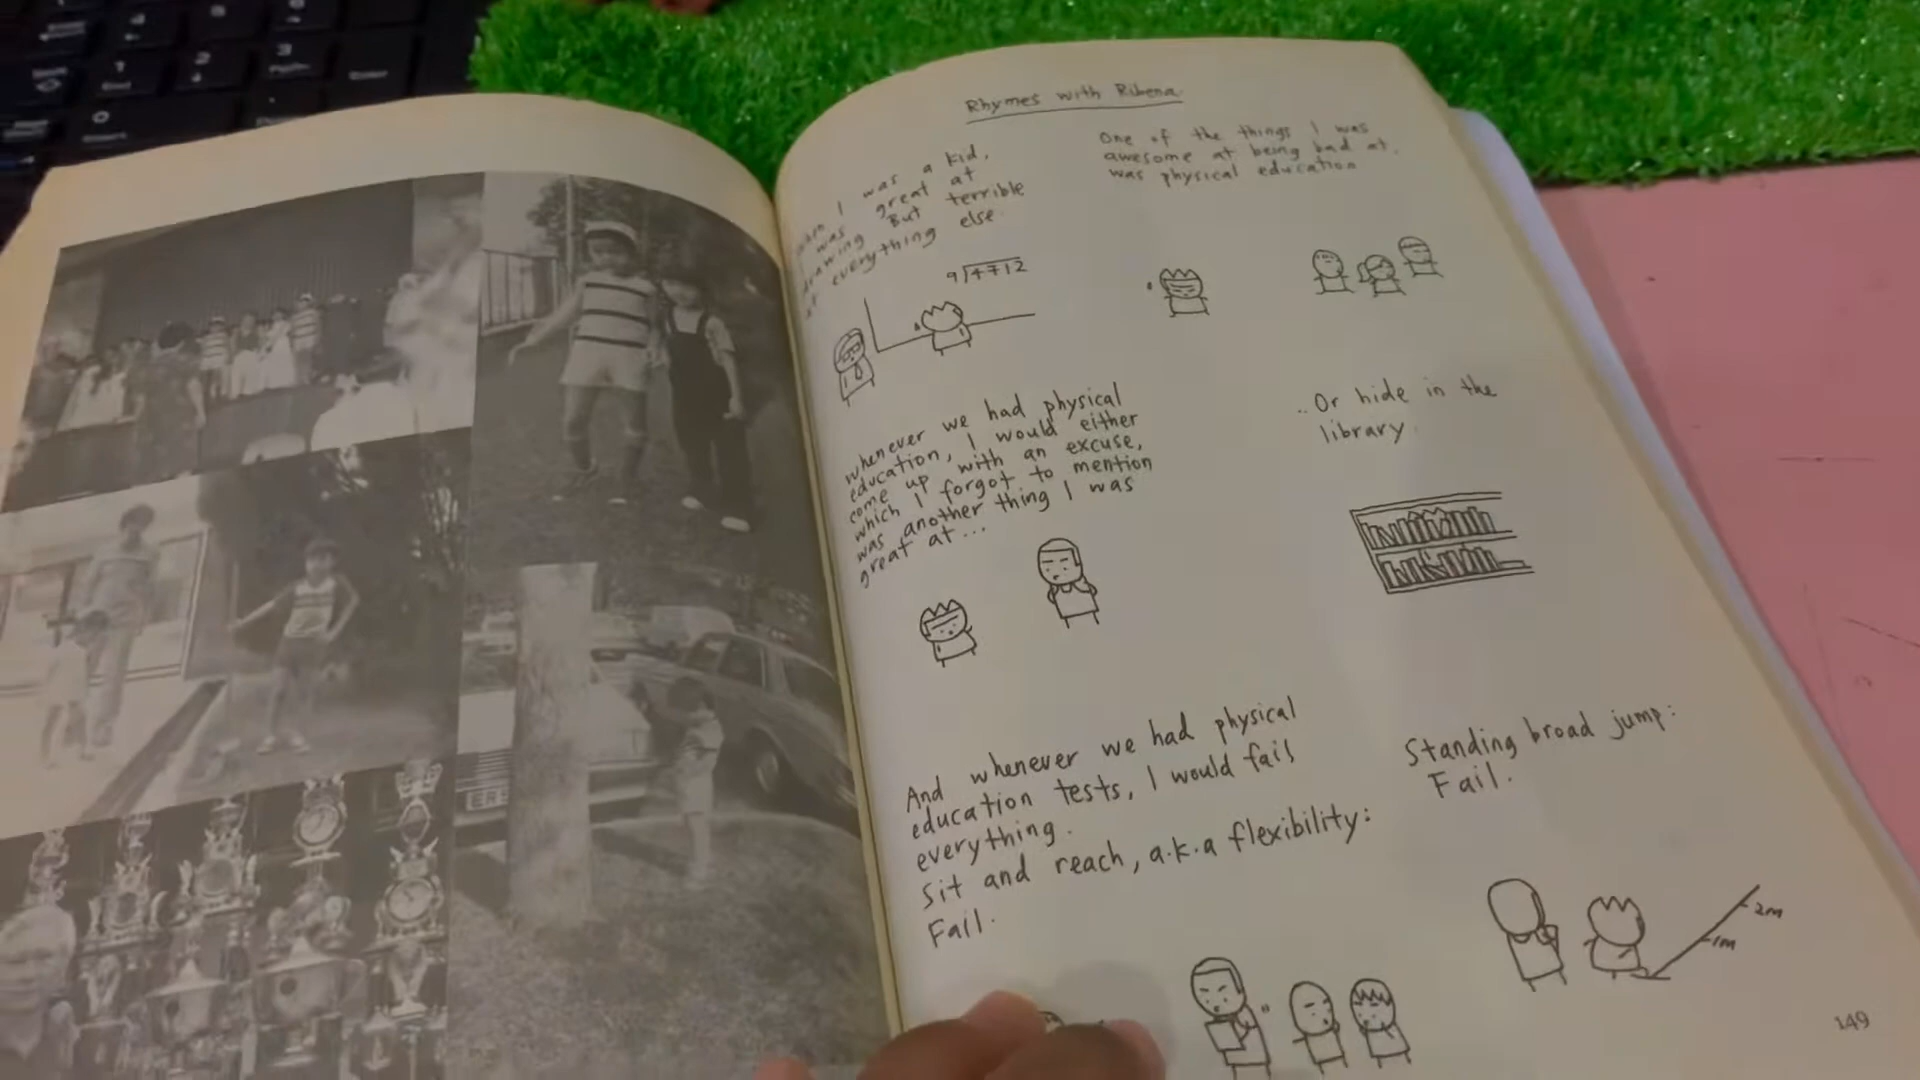 Rhymes with Ribena
When I was a kid,
I was great at
drawing But terrible
at everything else.
9 4712
One of the things I was
awesome at being bad at,
was physical education
whenever we had physical
education, I would either
come up with an excuse,
which I forgot to mention
was another thing I was
great at...
..Or hide in the
library.
And whenever we had physical
education tests, I would fail
everything.
Sit and reach, a.k.a flexibility:
Fail.
Standing broad jump:
Fail.
2m
1m
149